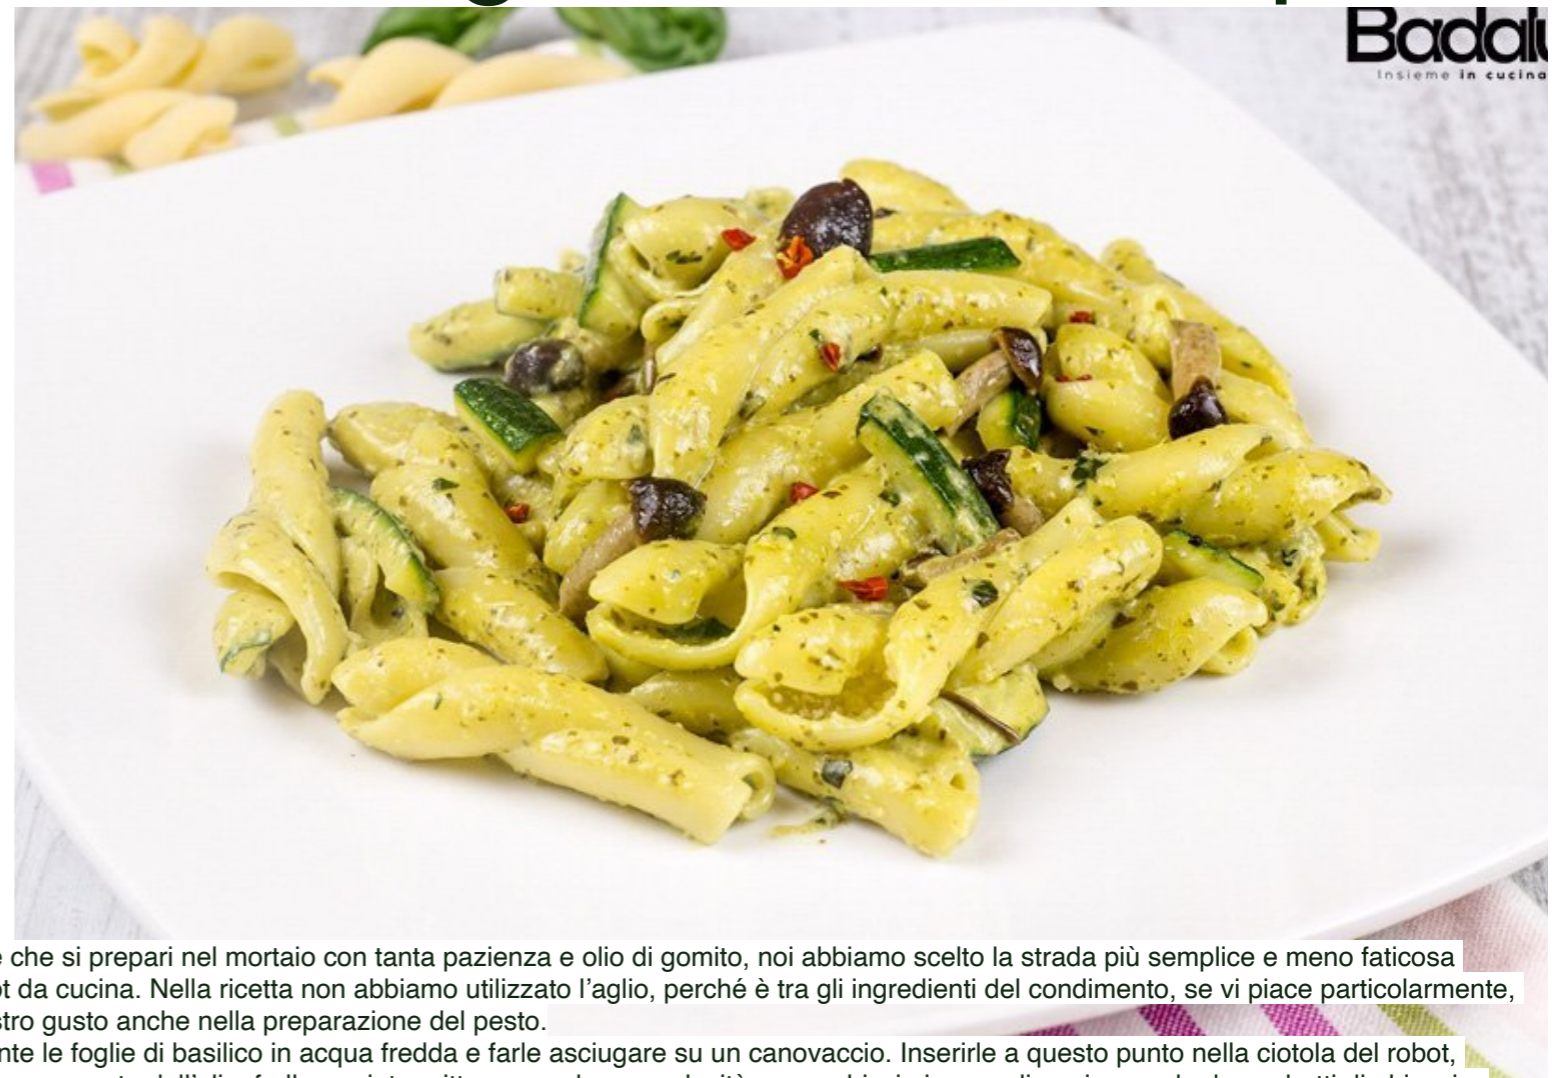 Badalu
Insieme in cucina
che si prepari nel mortaio con tanta pazienza e olio di gomito, noi abbiamo scelto la strada più semplice e meno faticosa
da cucina. Nella ricetta non abbiamo utilizzato l’aglio, perché è tra gli ingredienti del condimento, se vi piace particolarmente,
stro gusto anche nella preparazione del pesto.
nte le foglie di basilico in acqua fredda e farle asciugare su un canovaccio. Inserirle a questo punto nella ciotola del robot,